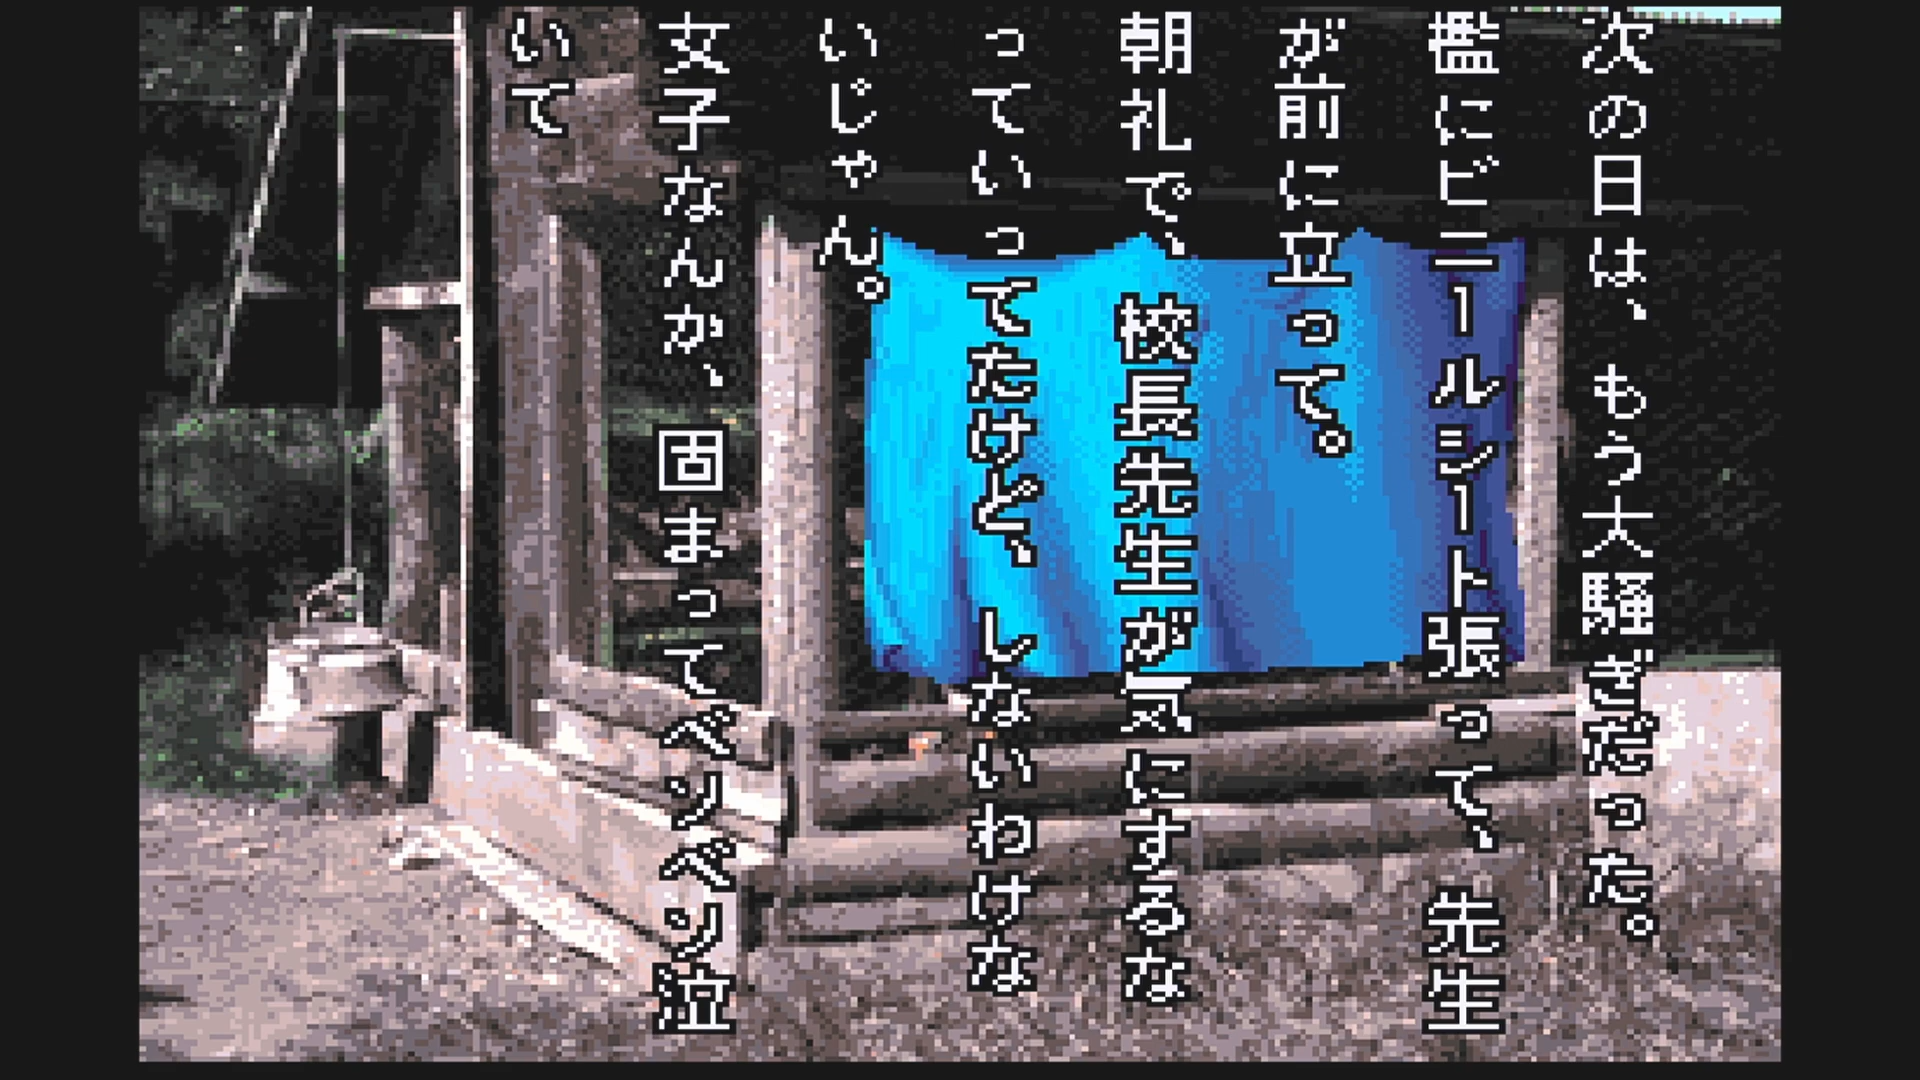 次の日は、もう大騒ぎだった。
檻にビニールシート張って、先生
が前に立って。
朝礼で、校長先生が気にするな
っていってたけど、しないわけな
いじゃん。
女子なんか、固まってベソベソ泣
いて